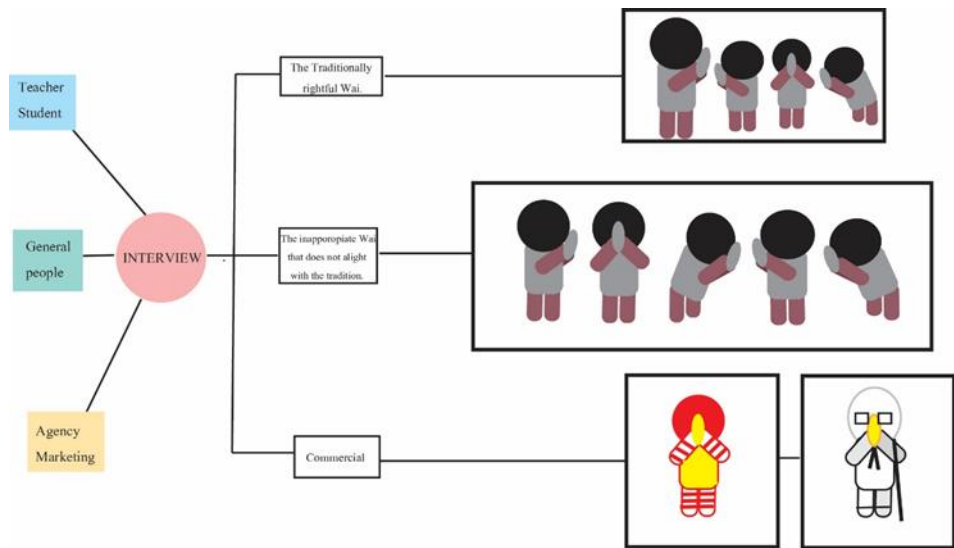 Teacher
Student
General
people
Agency
Marketing
INTERVIEW
The Traditionally
rightful Wai.
The inapporopiate Wai
that does not alight
with the tradition.
Commercial